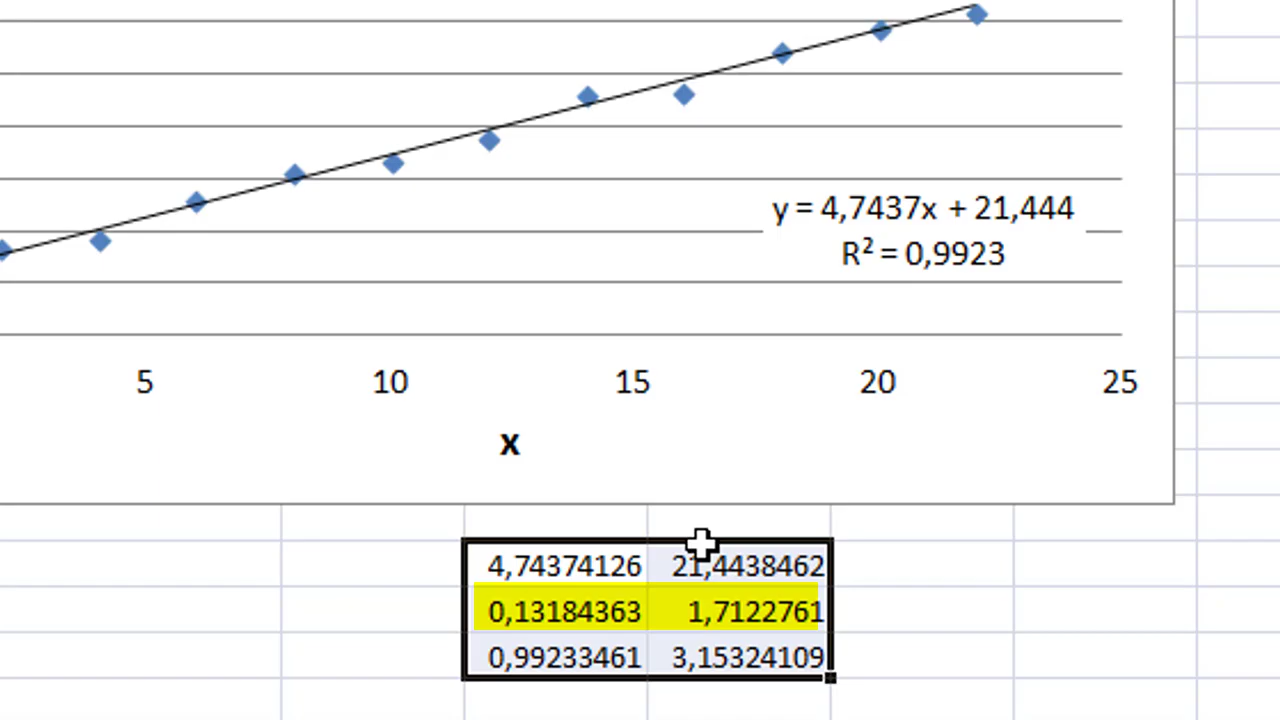 y = 4,7437x + 21,444
R² = 0,9923
5 10 15 20 25
x
4,74374126 21,4438462
0,13184363 1,7122761
0,99233461 3,15324109